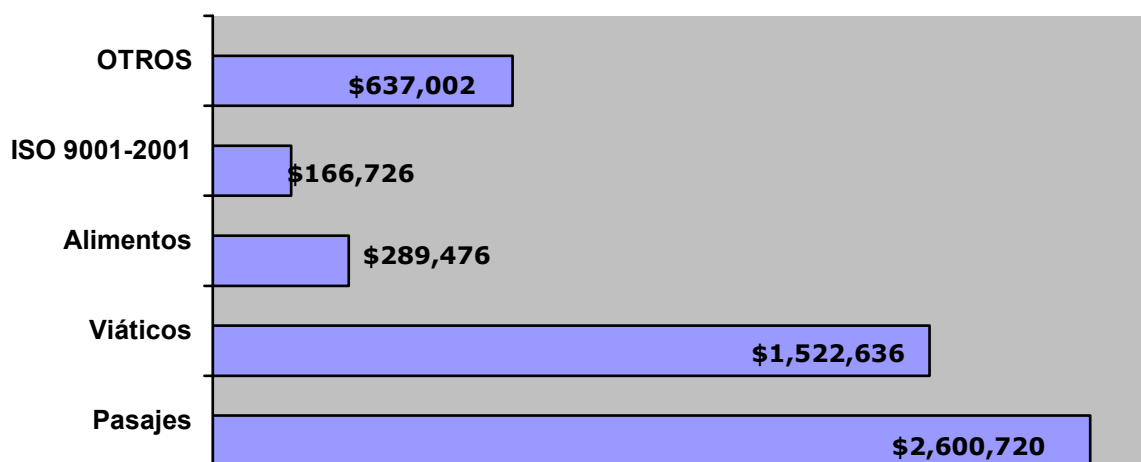 OTROS
$637,002
ISO 9001-2001
$166,726
Alimentos
$289,476
Viáticos
$1,522,636
Pasajes
$2,600,720